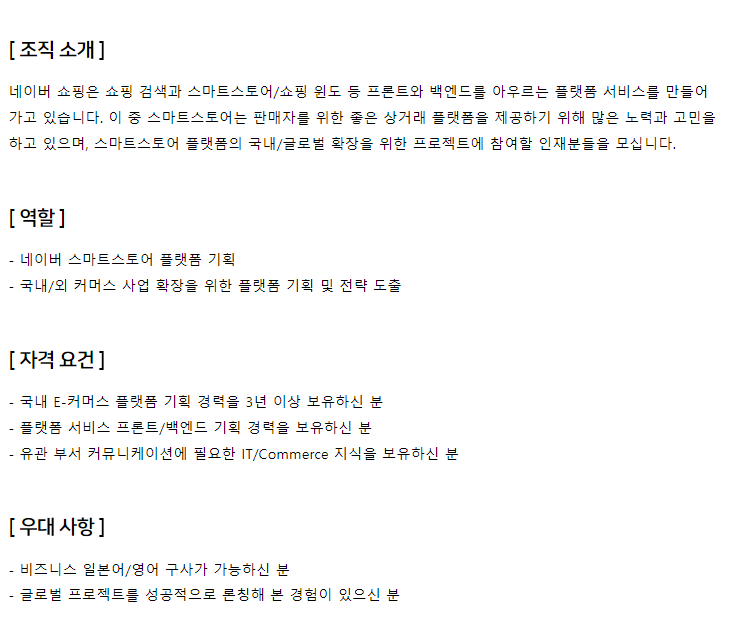 [ 조직 소개 ]
네이버 쇼핑은 쇼핑 검색과 스마트스토어/쇼핑 윈도 등 프론트와 백엔드를 아우르는 플랫폼 서비스를 만들어
가고 있습니다. 이 중 스마트스토어는 판매자를 위한 좋은 상거래 플랫폼을 제공하기 위해 많은 노력과 고민을
하고 있으며, 스마트스토어 플랫폼의 국내/글로벌 확장을 위한 프로젝트에 참여할 인재분들을 모십니다.
[ 역할 ]
- 네이버 스마트스토어 플랫폼 기획
- 국내/외 커머스 사업 확장을 위한 플랫폼 기획 및 전략 도출
[ 자격 요건 ]
- 국내 E-커머스 플랫폼 기획 경력을 3년 이상 보유하신 분
- 플랫폼 서비스 프론트/백엔드 기획 경력을 보유하신 분
- 유관 부서 커뮤니케이션에 필요한 IT/Commerce 지식을 보유하신 분
[ 우대 사항 ]
- 비즈니스 일본어/영어 구사가 가능하신 분
- 글로벌 프로젝트를 성공적으로 론칭해 본 경험이 있으신 분